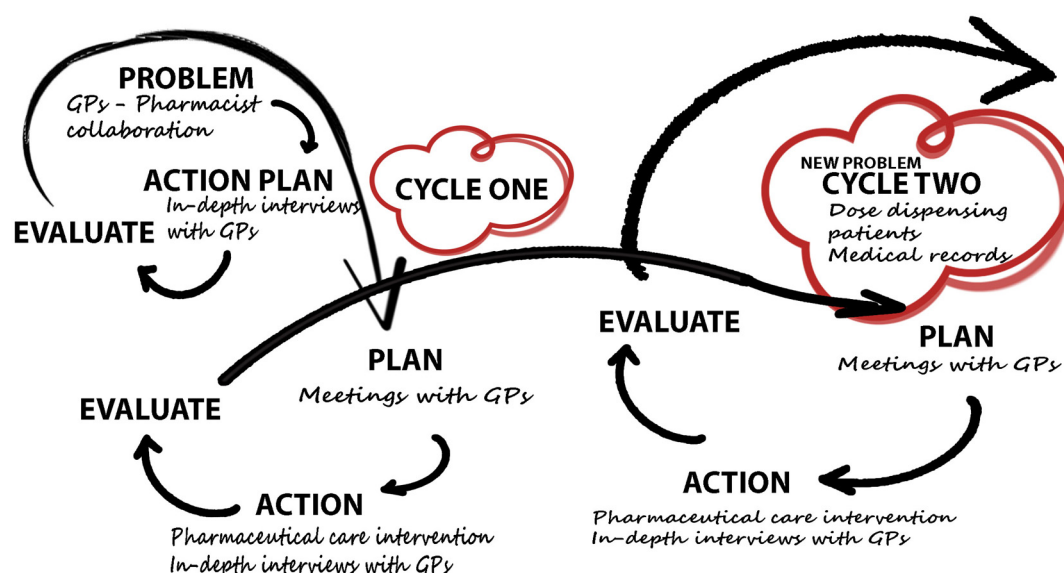 PROBLEM
GPs - Pharmacist
collaboration
ACTION PLAN
In-depth interviews
with GPs
EVALUATE
CYCLE ONE
PLAN
Meetings with GPs
ACTION
Pharmaceutical care intervention
In-depth interviews with GPs
EVALUATE
NEW PROBLEM
CYCLE TWO
Dose dispensing
patients
Medical records
PLAN
Meetings with GPs
ACTION
Pharmaceutical care intervention
In-depth interviews with GPs
EVALUATE